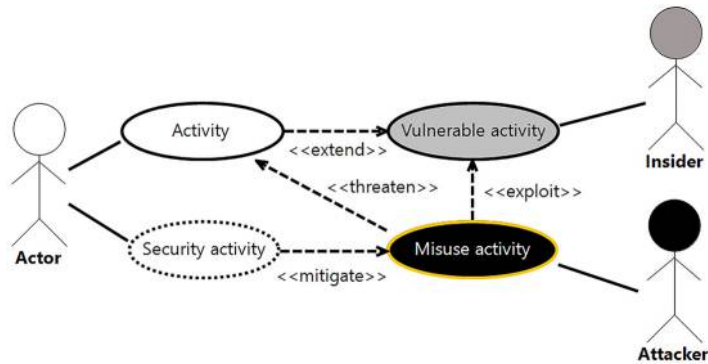 Activity
Vulnerable activity
<<extend>>
Insider
<<threaten>>
<<exploit>>
Actor
Security activity
Misuse activity
<<mitigate>>
Attacker